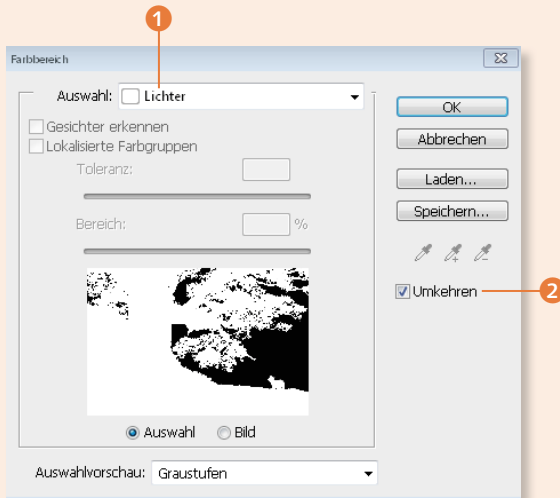 1
Farbbereich
Auswahl: Lichter
OK
Gesichter erkennen
Abbrechen
Lokalisierte Farbgruppen
Toleranz:
Laden...
Speichern...
Bereich: %
Umkehren 2
Auswahl Bild
Auswahlvorschau: Graustufen